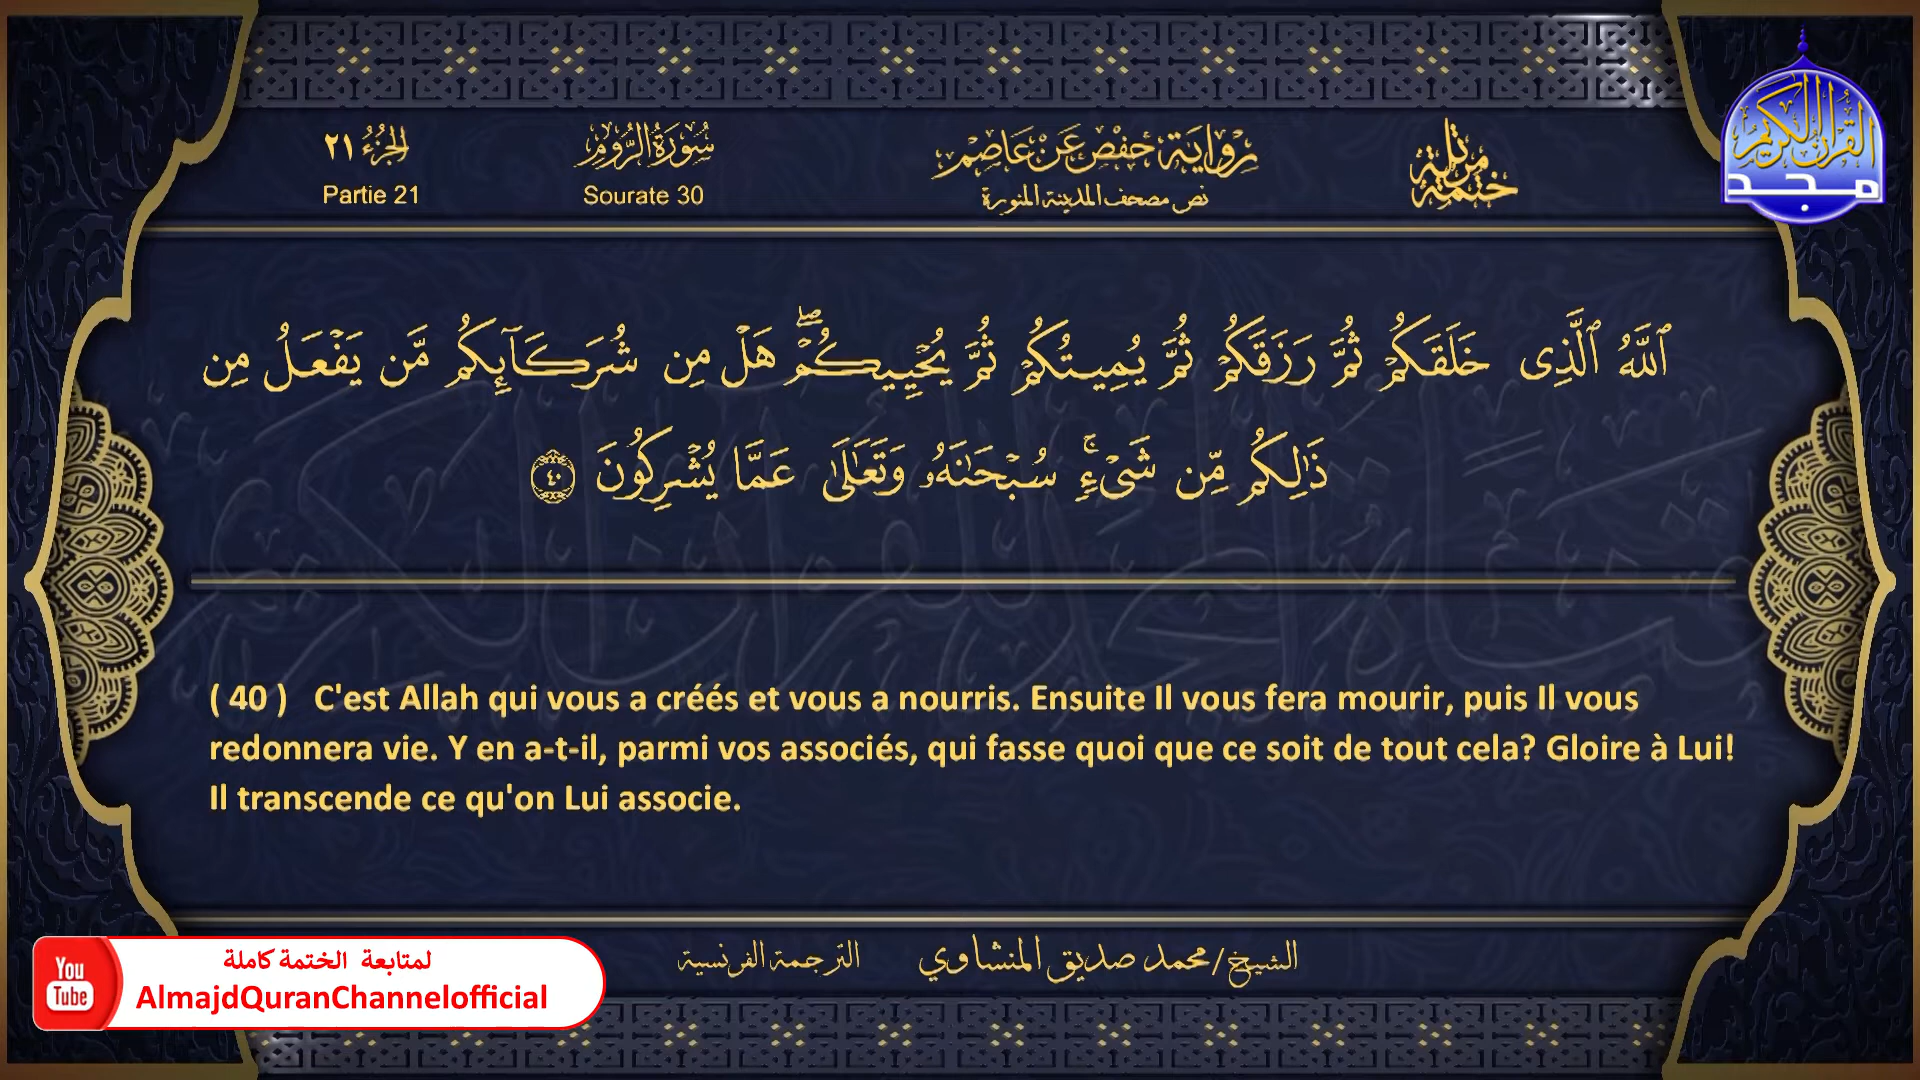 ختمة مرتلة
رواية حفص عن عاصم
نص مصحف المدينة المنورة
سورة الروم
Sourate 30
الجزء ٢١
Partie 21
القرآن الكريم
مجد
ٱللَّهُ ٱلَّذِى خَلَقَكُمْ ثُمَّ رَزَقَكُمْ ثُمَّ يُمِيتُكُمْ ثُمَّ يُحْيِيكُمْۖ هَلْ مِن شُرَكَآئِكُم مَّن يَفْعَلُ مِن
ذَٰلِكُم مِّن شَىْءٍۚ سُبْحَٰنَهُۥ وَتَعَٰلَىٰ عَمَّا يُشْرِكُونَ ٤٠
( 40 ) C'est Allah qui vous a créés et vous a nourris. Ensuite Il vous fera mourir, puis Il vous
redonnera vie. Y en a-t-il, parmi vos associés, qui fasse quoi que ce soit de tout cela? Gloire à Lui!
Il transcende ce qu'on Lui associe.
الشيخ / محمد صديق المنشاوي
الترجمة الفرنسية
You
Tube
لمتابعة الختمة كاملة
AlmajdQuranChannelofficial